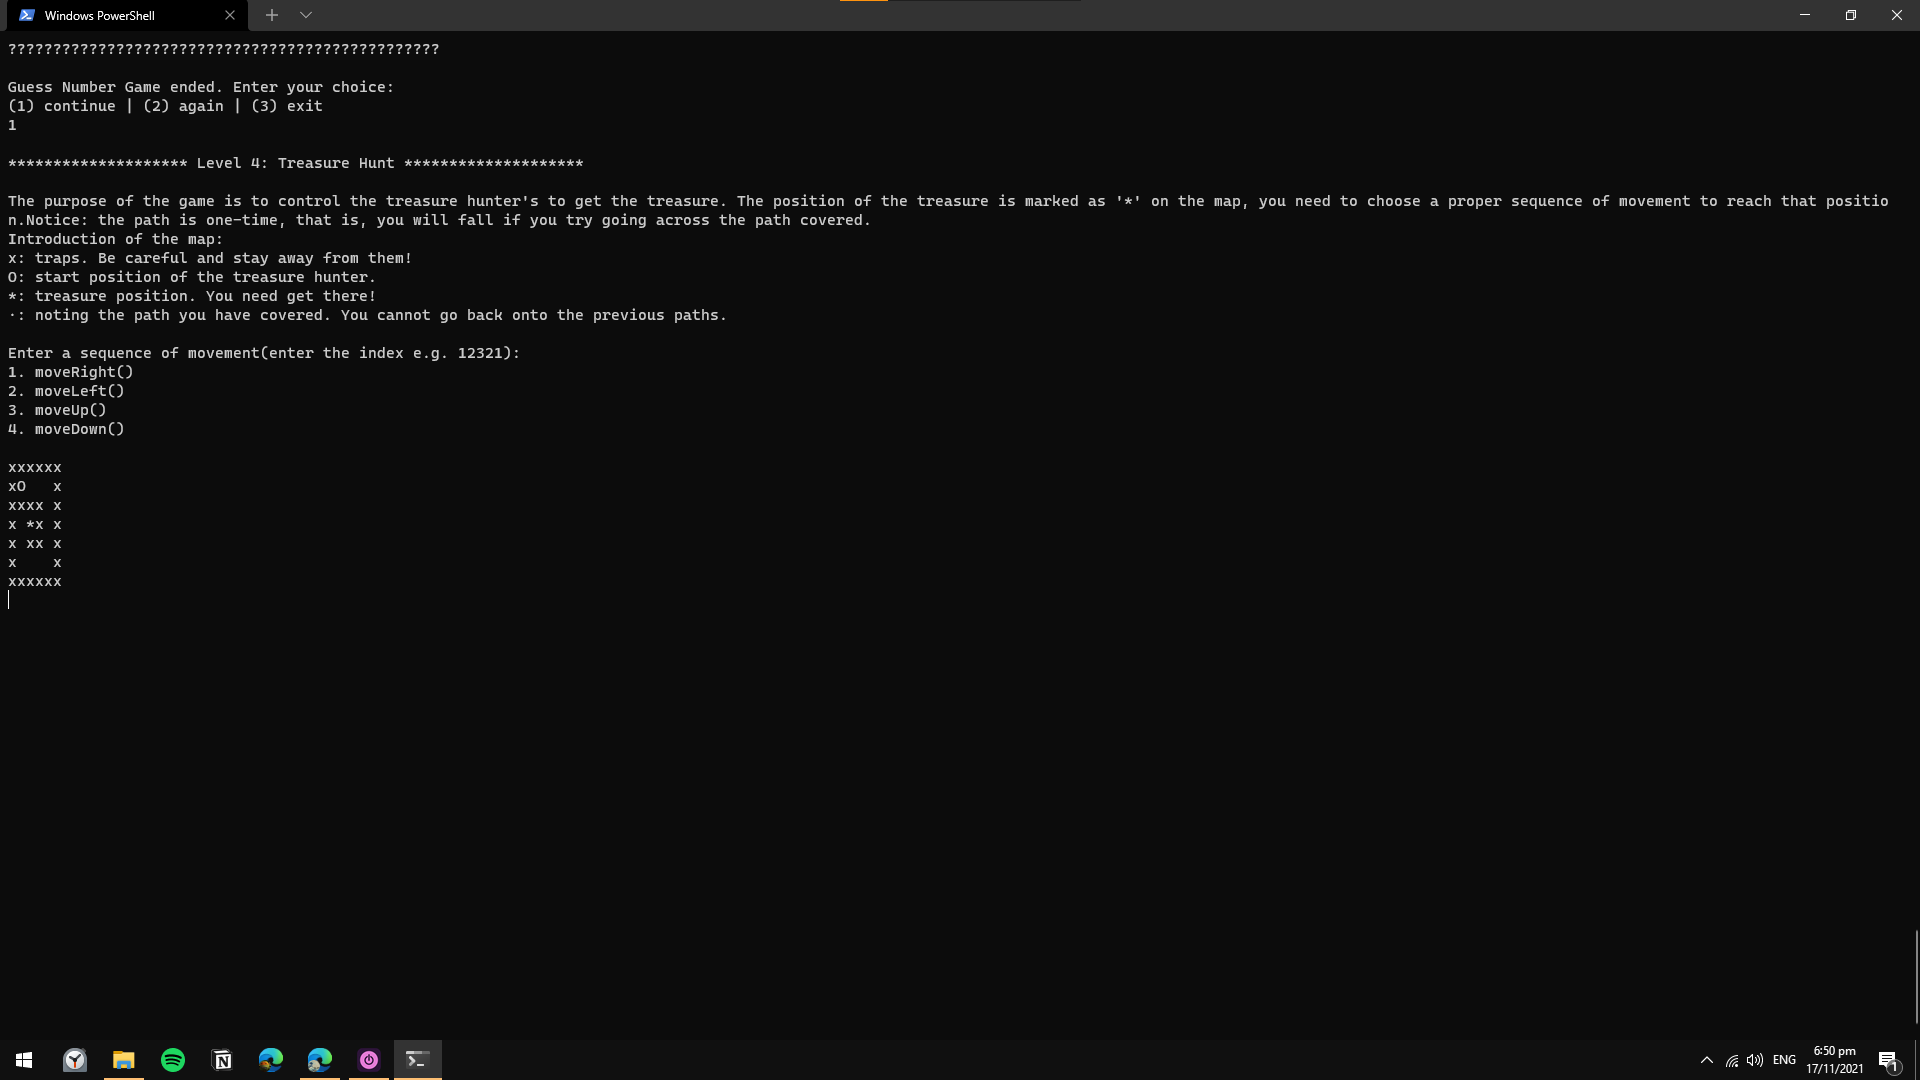 Windows PowerShell
????????????????????????????????????????????????
Guess Number Game ended. Enter your choice:
(1) continue | (2) again | (3) exit
1
******************** Level 4: Treasure Hunt ********************
The purpose of the game is to control the treasure hunter's to get the treasure. The position of the treasure is marked as '*' on the map, you need to choose a proper sequence of movement to reach that positio
n.Notice: the path is one-time, that is, you will fall if you try going across the path covered.
Introduction of the map:
x: traps. Be careful and stay away from them!
O: start position of the treasure hunter.
*: treasure position. You need get there!
·: noting the path you have covered. You cannot go back onto the previous paths.
Enter a sequence of movement(enter the index e.g. 12321):
1. moveRight()
2. moveLeft()
3. moveUp()
4. moveDown()
xxxxxx
xO   x
xxxx x
x *x x
x xx x
x    x
xxxxxx
ENG
6:50 pm
17/11/2021
1